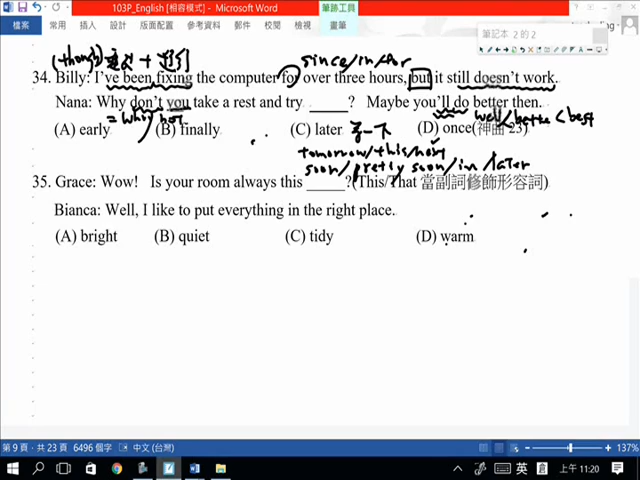 103P_English [相容模式] - Microsoft Word
筆跡工具
檔案 常用 插入 設計 版面配置 參考資料 郵件 校閱 檢視 畫筆
筆記本 2 的 2
(though)
since/in/for
34. Billy: I've been fixing the computer for over three hours, but it still doesn't work.
Nana: Why don't you take a rest and try _____? Maybe you'll do better then.
= why not
well/better < best
(A) early (B) finally (C) later (D) once(神曲 23)
等一下
tomorrow/this/next
soon/pretty soon/in/later
35. Grace: Wow! Is your room always this _____?(This/That 當副詞修飾形容詞)
Bianca: Well, I like to put everything in the right place.
(A) bright (B) quiet (C) tidy (D) warm
第 9 頁，共 23 頁 6496 個字 中文 (台灣) 137%
英 上午 11:20